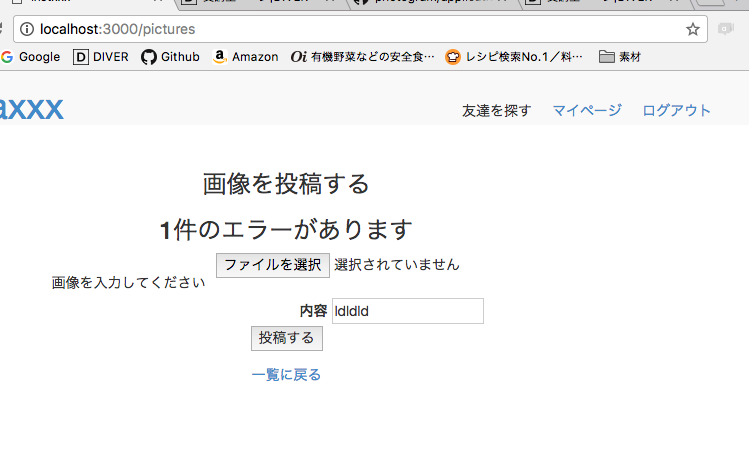 localhost:3000/pictures
Google DIVER Github Amazon Oi 有機野菜などの安全食… レシピ検索No.1／料… 素材
axxx 友達を探す マイページ ログアウト
画像を投稿する
1件のエラーがあります
ファイルを選択 選択されていません
画像を入力してください
内容 ldldld
投稿する
一覧に戻る